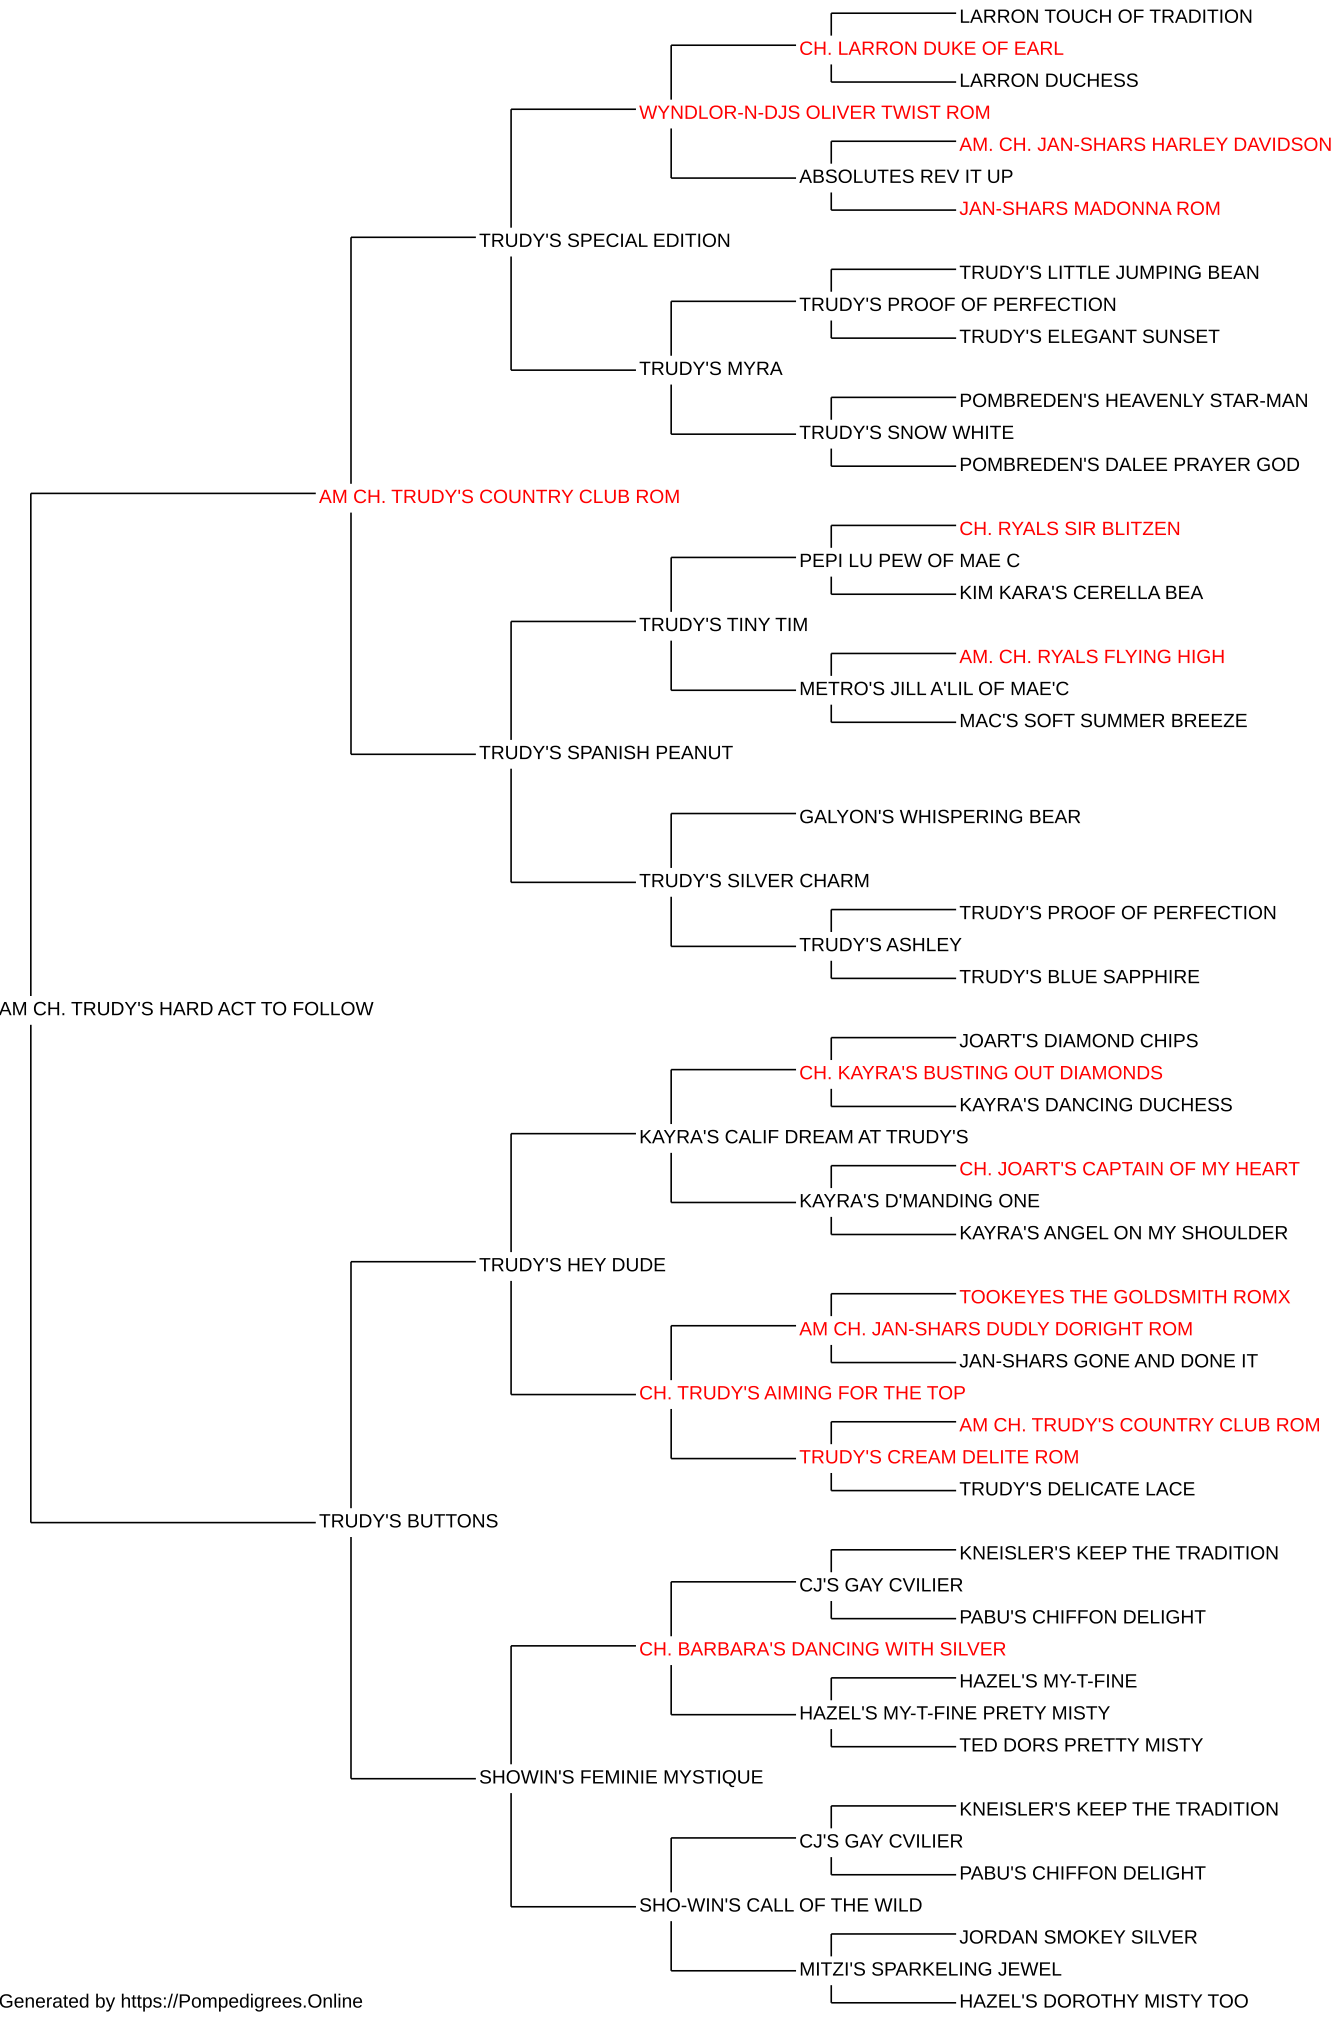 LARRON TOUCH OF TRADITION
CH. LARRON DUKE OF EARL
LARRON DUCHESS
WYNDLOR-N-DJS OLIVER TWIST ROM
AM. CH. JAN-SHARS HARLEY DAVIDSON
ABSOLUTES REV IT UP
JAN-SHARS MADONNA ROM
TRUDY'S SPECIAL EDITION
TRUDY'S LITTLE JUMPING BEAN
TRUDY'S PROOF OF PERFECTION
TRUDY'S ELEGANT SUNSET
TRUDY'S MYRA
POMBREDEN'S HEAVENLY STAR-MAN
TRUDY'S SNOW WHITE
POMBREDEN'S DALEE PRAYER GOD
AM CH. TRUDY'S COUNTRY CLUB ROM
CH. RYALS SIR BLITZEN
PEPI LU PEW OF MAE C
KIM KARA'S CERELLA BEA
TRUDY'S TINY TIM
AM. CH. RYALS FLYING HIGH
METRO'S JILL A'LIL OF MAE'C
MAC'S SOFT SUMMER BREEZE
TRUDY'S SPANISH PEANUT
GALYON'S WHISPERING BEAR
TRUDY'S SILVER CHARM
TRUDY'S PROOF OF PERFECTION
TRUDY'S ASHLEY
TRUDY'S BLUE SAPPHIRE
AM CH. TRUDY'S HARD ACT TO FOLLOW
JOART'S DIAMOND CHIPS
CH. KAYRA'S BUSTING OUT DIAMONDS
KAYRA'S DANCING DUCHESS
KAYRA'S CALIF DREAM AT TRUDY'S
CH. JOART'S CAPTAIN OF MY HEART
KAYRA'S D'MANDING ONE
KAYRA'S ANGEL ON MY SHOULDER
TRUDY'S HEY DUDE
TOOKEYES THE GOLDSMITH ROMX
AM CH. JAN-SHARS DUDLY DORIGHT ROM
JAN-SHARS GONE AND DONE IT
CH. TRUDY'S AIMING FOR THE TOP
AM CH. TRUDY'S COUNTRY CLUB ROM
TRUDY'S CREAM DELITE ROM
TRUDY'S DELICATE LACE
TRUDY'S BUTTONS
KNEISLER'S KEEP THE TRADITION
CJ'S GAY CVILIER
PABU'S CHIFFON DELIGHT
CH. BARBARA'S DANCING WITH SILVER
HAZEL'S MY-T-FINE
HAZEL'S MY-T-FINE PRETY MISTY
TED DORS PRETTY MISTY
SHOWIN'S FEMINIE MYSTIQUE
KNEISLER'S KEEP THE TRADITION
CJ'S GAY CVILIER
PABU'S CHIFFON DELIGHT
SHO-WIN'S CALL OF THE WILD
JORDAN SMOKEY SILVER
MITZI'S SPARKELING JEWEL
HAZEL'S DOROTHY MISTY TOO
Generated by https://Pompedigrees.Online